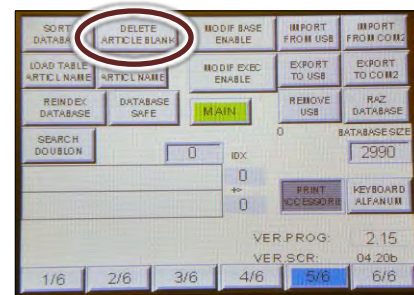 SORT DELETE MODIF BASE IMPORT IMPORT
ARTICLE BLANK ENABLE FROM USB FROM COM2
LOAD TABLE MODIF EXEC EXPORT EXPORT
ARTICL NAME ARTICL NAME ENABLE TO USB TO COM2
REINDEX DATABASE MAIN REMOVE RAZ
DATABASE SAFE USB DATABASE
SEARCH 0 DATABASE SIZE
DOUBLON 0 IDX 2990
0
<=> PRINT KEYBOARD
0 ALFANUM
VER.PROG: 2.15
VER.SCR: 04.20b
1/6 2/6 3/6 4/6 5/6 6/6